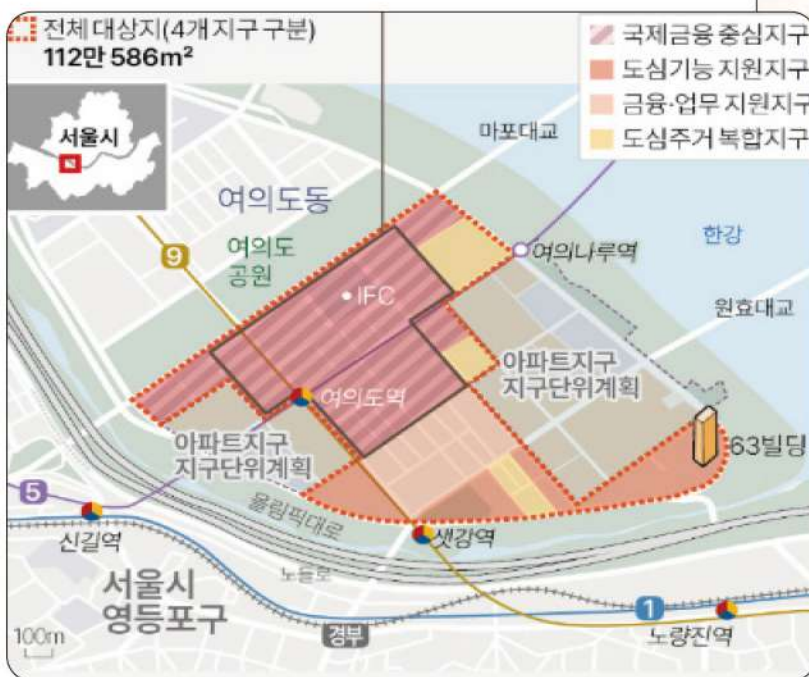 전체 대상지(4개 지구 구분)
112만 586m²
국제금융 중심지구
도심기능 지원지구
금융·업무 지원지구
도심주거 복합지구
서울시
마포대교
여의도동
9
여의도
공원
여의나루역
한강
IFC
원효대교
여의도역
아파트지구
지구단위계획
아파트지구
지구단위계획
63빌딩
5
올림픽대로
신길역
샛강역
노들로
서울시
영등포구
1
노량진역
경부
100m